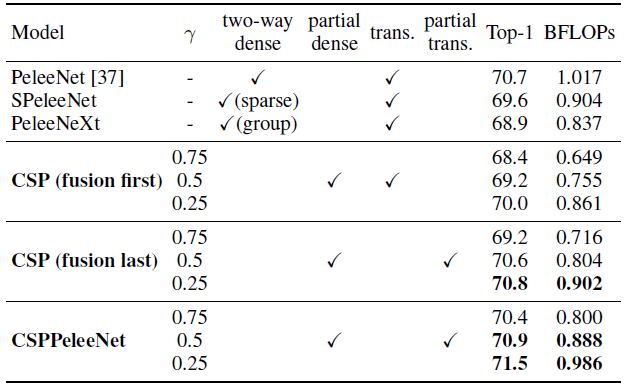 Model γ two-way dense partial dense trans. partial trans. Top-1 BFLOPs
PeleeNet [37] - ✓ ✓ 70.7 1.017
SPeleeNet - ✓(sparse) ✓ 69.6 0.904
PeleeNeXt - ✓(group) ✓ 68.9 0.837
0.75 68.4 0.649
CSP (fusion first) 0.5 ✓ ✓ 69.2 0.755
0.25 70.0 0.861
0.75 69.2 0.716
CSP (fusion last) 0.5 ✓ ✓ 70.6 0.804
0.25 70.8 0.902
0.75 70.4 0.800
CSPPeleeNet 0.5 ✓ ✓ 70.9 0.888
0.25 71.5 0.986